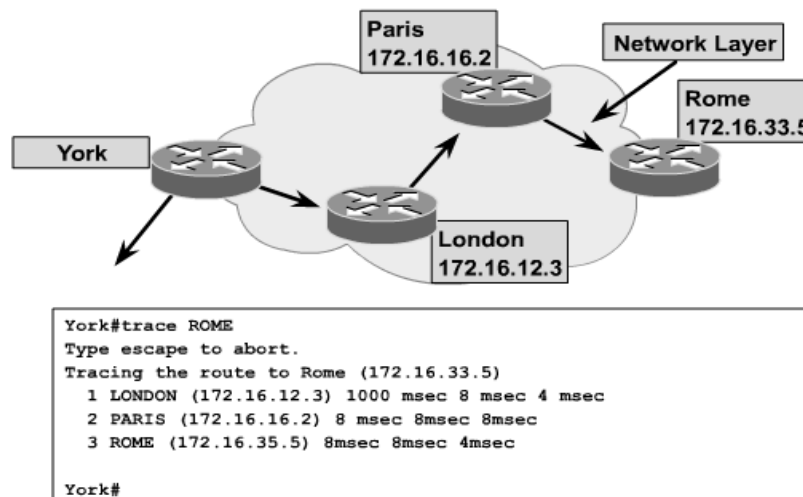 Paris
172.16.16.2
Network Layer
Rome
172.16.33.5
York
London
172.16.12.3
York#trace ROME
Type escape to abort.
Tracing the route to Rome (172.16.33.5)
1 LONDON (172.16.12.3) 1000 msec 8 msec 4 msec
2 PARIS (172.16.16.2) 8 msec 8msec 8msec
3 ROME (172.16.35.5) 8msec 8msec 4msec
York#